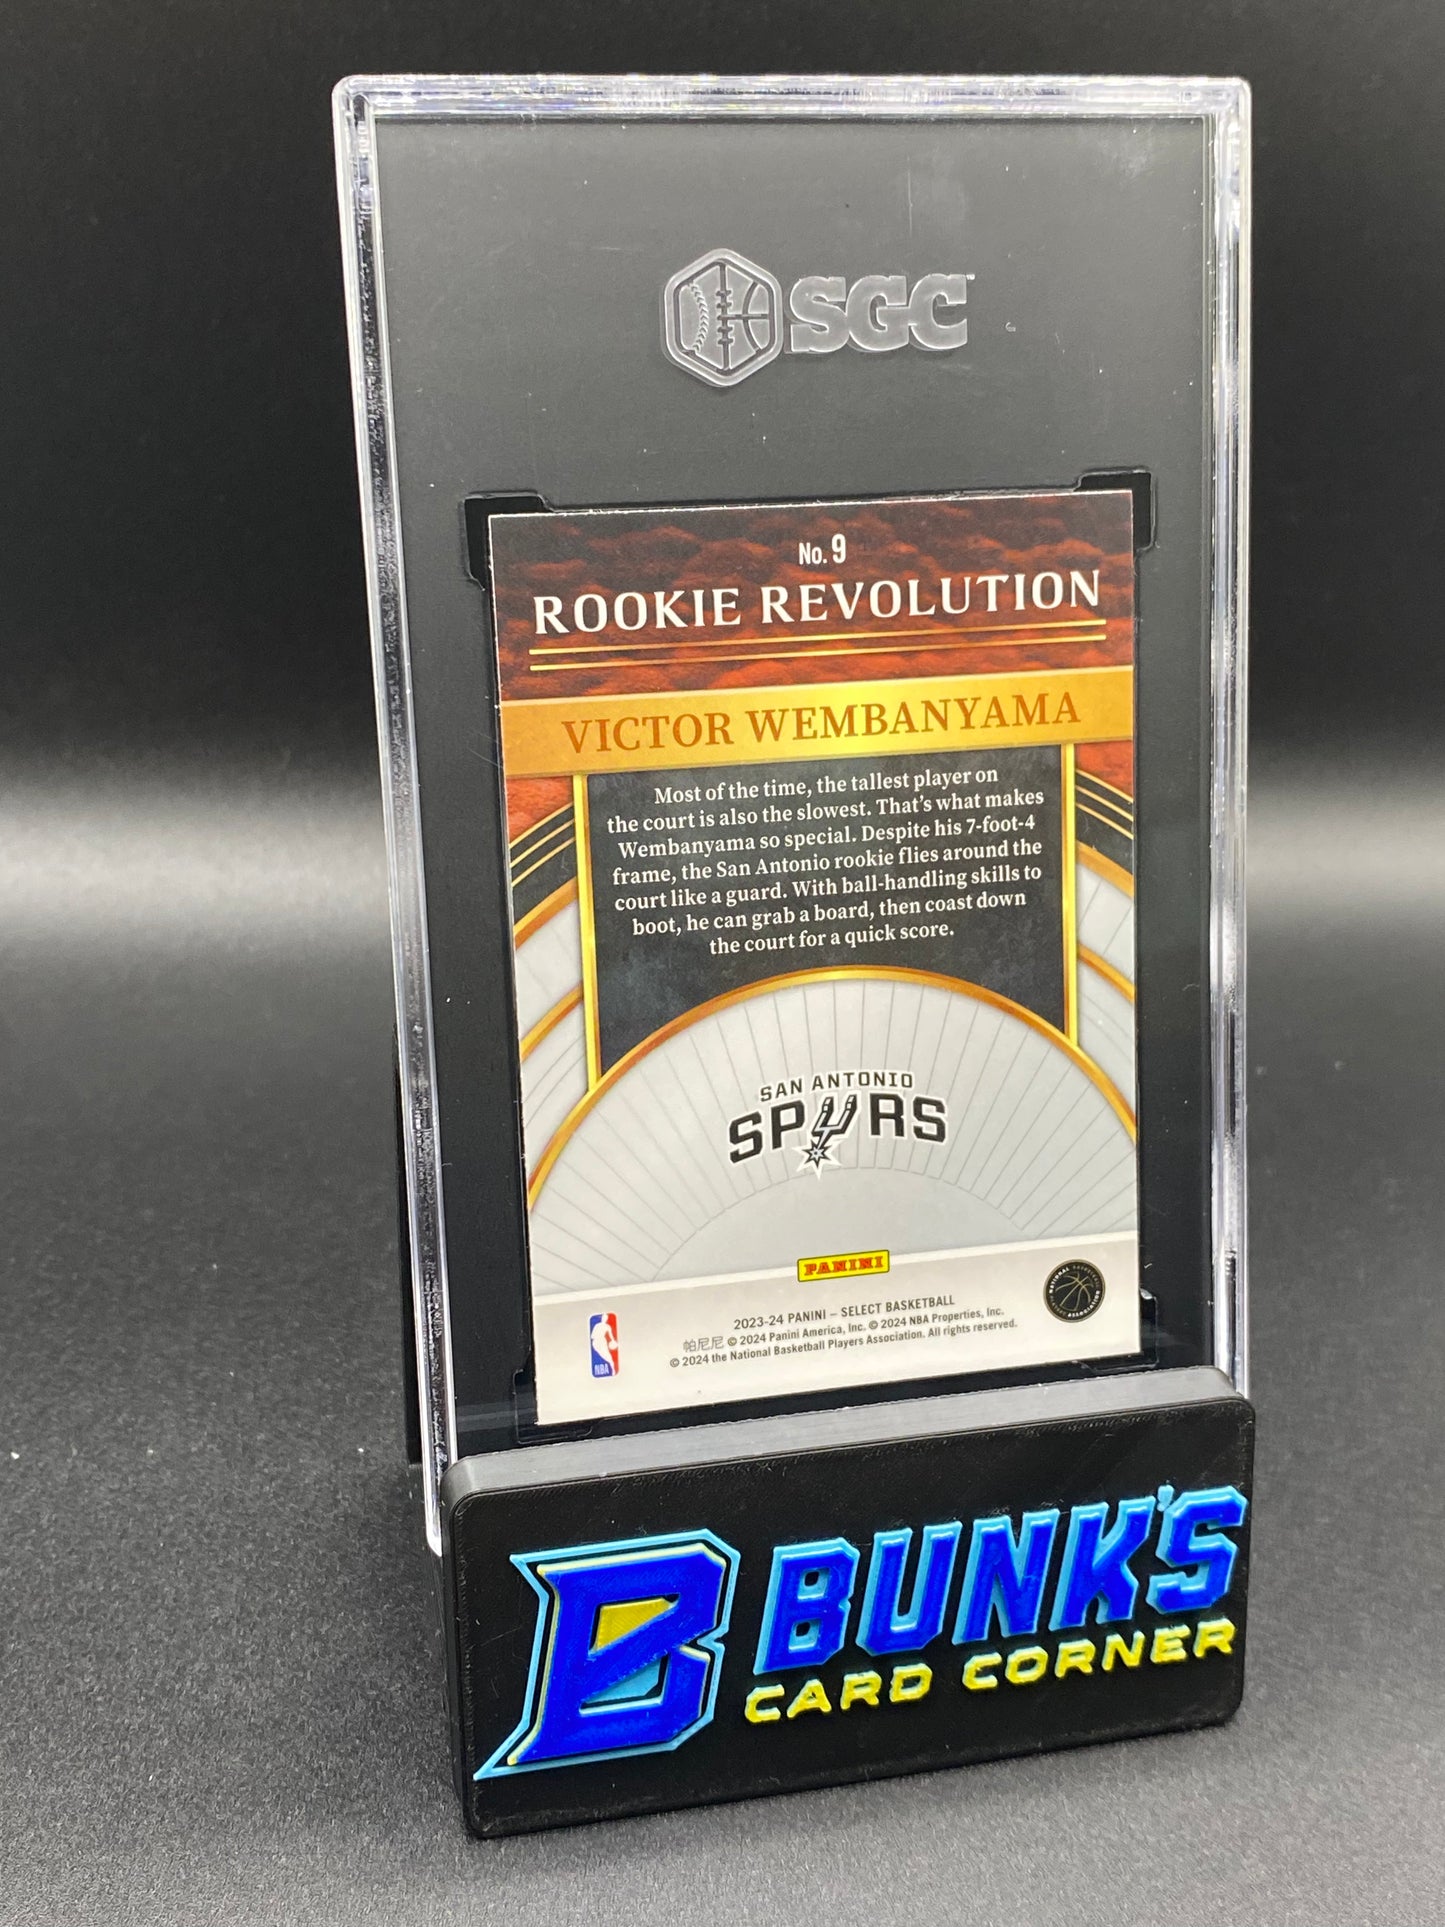 SGC
No. 9
ROOKIE REVOLUTION
VICTOR WEMBANYAMA
Most of the time, the tallest player on
the court is also the slowest. That's what makes
Wembanyama so special. Despite his 7-foot-4
frame, the San Antonio rookie flies around the
court like a guard. With ball-handling skills to
boot, he can grab a board, then coast down
the court for a quick score.
SAN ANTONIO
SPURS
PANINI
2023-24 PANINI – SELECT BASKETBALL
帕尼尼 © 2024 Panini America, Inc. © 2024 NBA Properties, Inc.
© 2024 the National Basketball Players Association. All rights reserved.
NBA
NATIONAL BASKETBALL PLAYERS ASSOCIATION
B BUNK'S
CARD CORNER